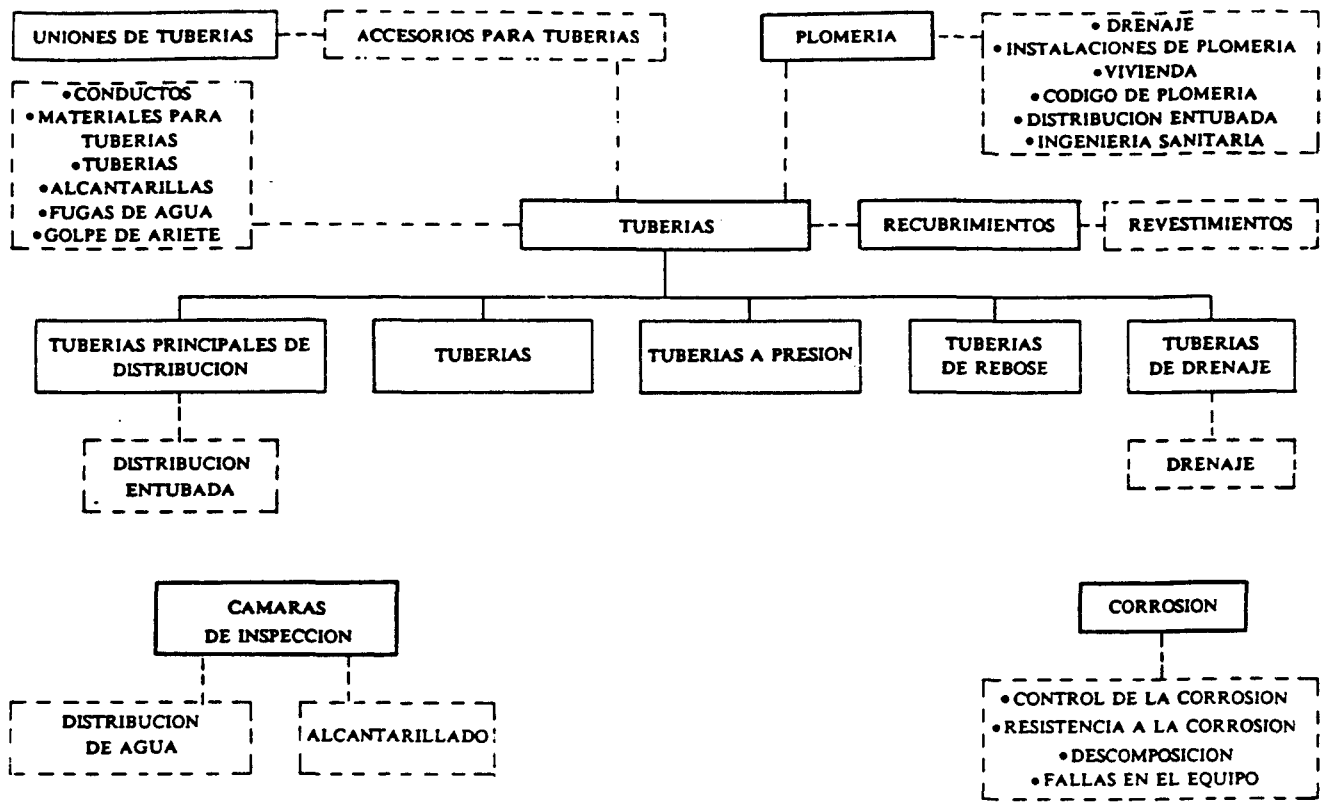 UNIONES DE TUBERIAS
ACCESORIOS PARA TUBERIAS
PLOMERIA
• DRENAJE
• INSTALACIONES DE PLOMERIA
• VIVIENDA
• CODIGO DE PLOMERIA
• DISTRIBUCION ENTUBADA
• INGENIERIA SANITARIA
• CONDUCTOS
• MATERIALES PARA
TUBERIAS
• TUBERIAS
• ALCANTARILLAS
• FUGAS DE AGUA
• GOLPE DE ARIETE
TUBERIAS
RECUBRIMIENTOS
REVESTIMIENTOS
TUBERIAS PRINCIPALES DE
DISTRIBUCION
TUBERIAS
TUBERIAS A PRESION
TUBERIAS
DE REBOSE
TUBERIAS
DE DRENAJE
DISTRIBUCION
ENTUBADA
DRENAJE
CAMARAS
DE INSPECCION
CORROSION
DISTRIBUCION
DE AGUA
ALCANTARILLADO
• CONTROL DE LA CORROSION
• RESISTENCIA A LA CORROSION
• DESCOMPOSICION
• FALLAS EN EL EQUIPO